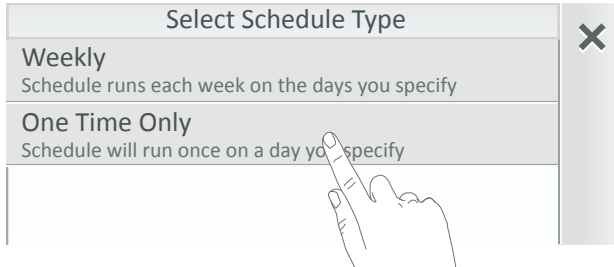 Select Schedule Type
Weekly
Schedule runs each week on the days you specify
One Time Only
Schedule will run once on a day you specify